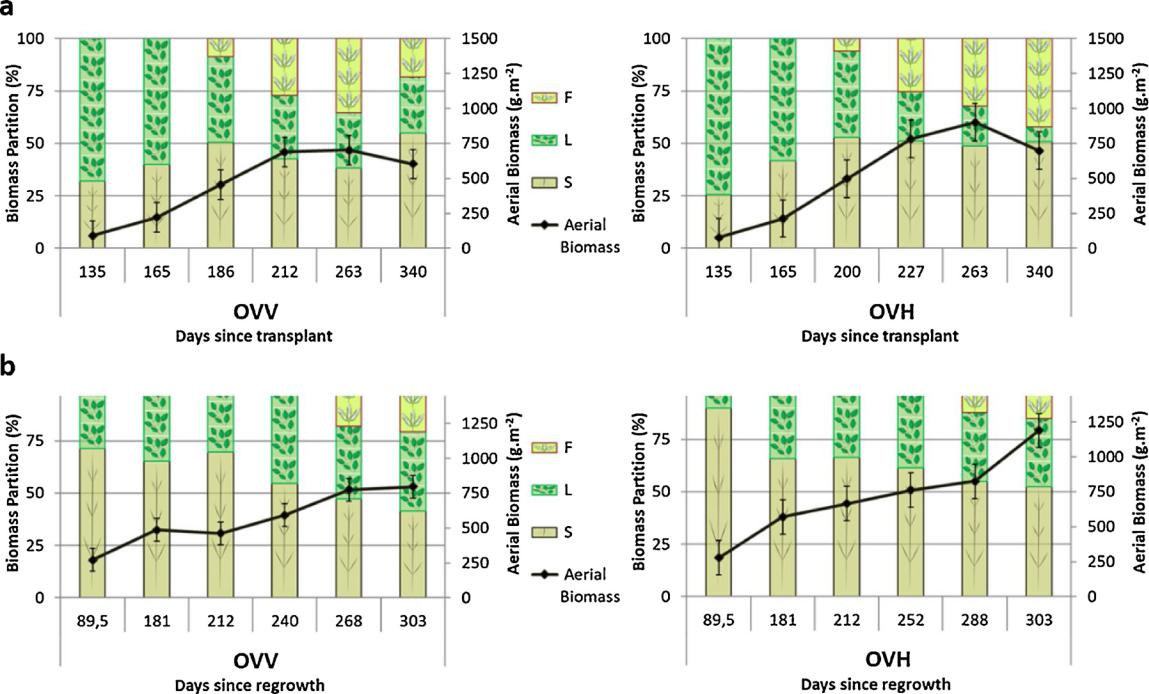 a
Biomass Partition (%)
100
75
50
25
0
1500
1250
1000
750
500
250
0
Aerial Biomass (g.m⁻²)
135 165 186 212 263 340
OVV
Days since transplant
F
L
S
Aerial
Biomass
Biomass Partition (%)
100
75
50
25
0
1500
1250
1000
750
500
250
0
Aerial Biomass (g.m⁻²)
135 165 200 227 263 340
OVH
Days since transplant
b
Biomass Partition (%)
75
50
25
0
1250
1000
750
500
250
0
Aerial Biomass (g.m⁻²)
89,5 181 212 240 268 303
OVV
Days since regrowth
F
L
S
Aerial
Biomass
Biomass Partition (%)
75
50
25
0
1250
1000
750
500
250
0
Aerial Biomass (g.m⁻²)
89,5 181 212 252 288 303
OVH
Days since regrowth